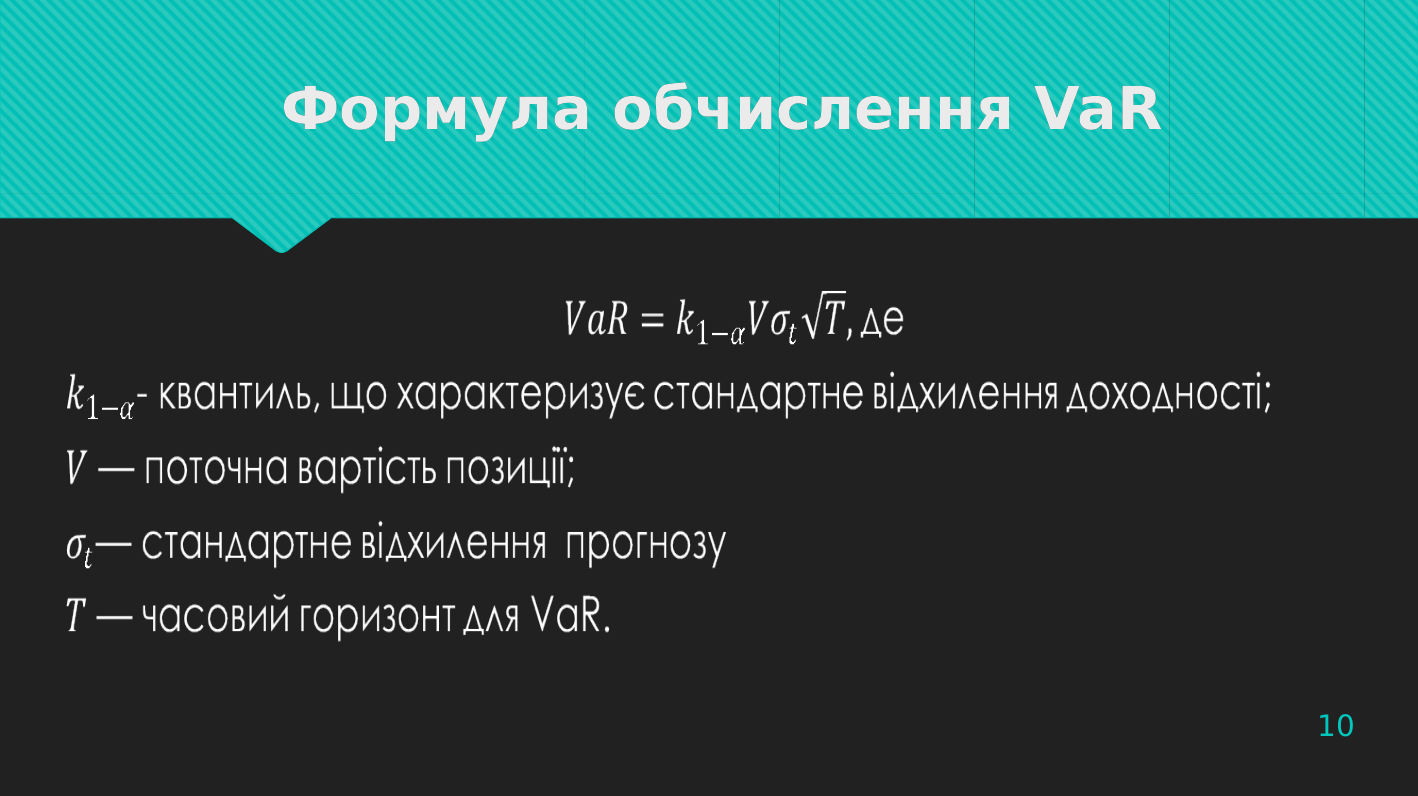 Формула обчислення VaR
𝑉𝑎𝑅 = 𝑘₁₋𝛼𝑉𝜎ₜ√𝑇, де
𝑘₁₋𝛼- квантиль, що характеризує стандартне відхилення доходності;
𝑉 — поточна вартість позиції;
𝜎ₜ— стандартне відхилення прогнозу
𝑇 — часовий горизонт для VaR.
10